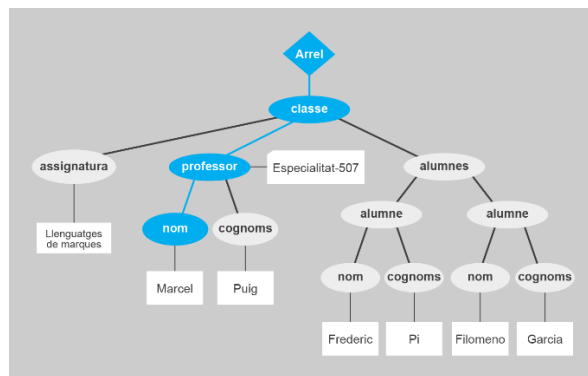 Arrel
classe
assignatura
professor
Especialitat-507
alumnes
Llenguatges
de marques
nom
cognoms
alumne
alumne
Marcel
Puig
nom
cognoms
nom
cognoms
Frederic
Pi
Filomeno
Garcia